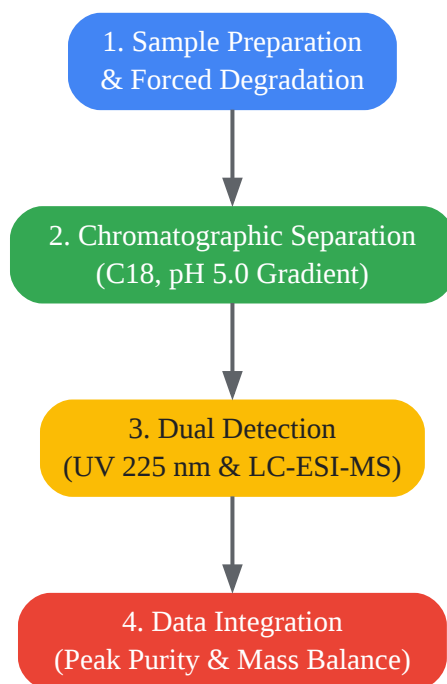 1. Sample Preparation
& Forced Degradation
2. Chromatographic Separation
(C18, pH 5.0 Gradient)
3. Dual Detection
(UV 225 nm & LC-ESI-MS)
4. Data Integration
(Peak Purity & Mass Balance)